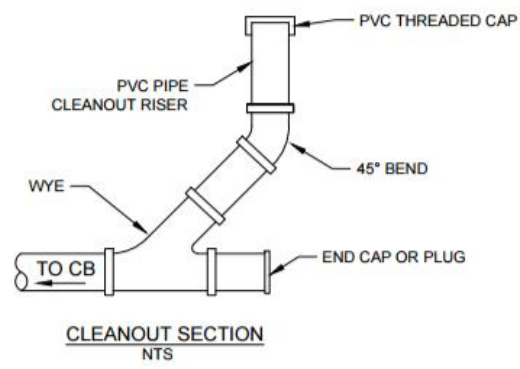 PVC THREADED CAP
PVC PIPE
CLEANOUT RISER
45° BEND
WYE
END CAP OR PLUG
TO CB
CLEANOUT SECTION
NTS